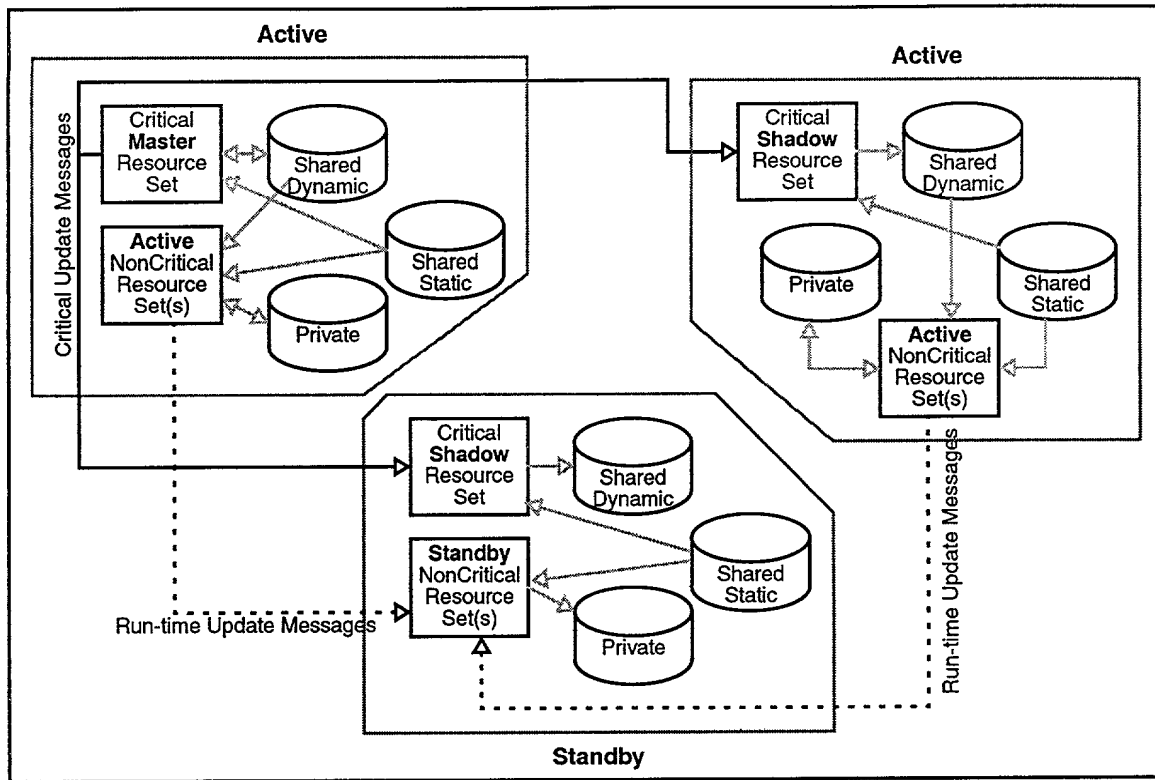 Active
Critical Update Messages
Critical
Master
Resource
Set
Shared
Dynamic
Active
NonCritical
Resource
Set(s)
Shared
Static
Private
Active
Critical
Shadow
Resource
Set
Shared
Dynamic
Private
Shared
Static
Active
NonCritical
Resource
Set(s)
Run-time Update Messages
Critical
Shadow
Resource
Set
Shared
Dynamic
Standby
NonCritical
Resource
Set(s)
Shared
Static
Private
Run-time Update Messages
Standby